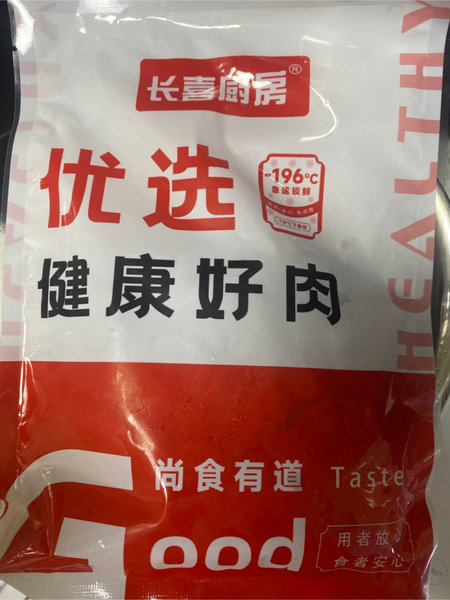 长喜厨房®
优选
-196°C
急速锁鲜
健康好肉
HEALTHY
尚食有道 Taste
Good
用者放心
食者安心